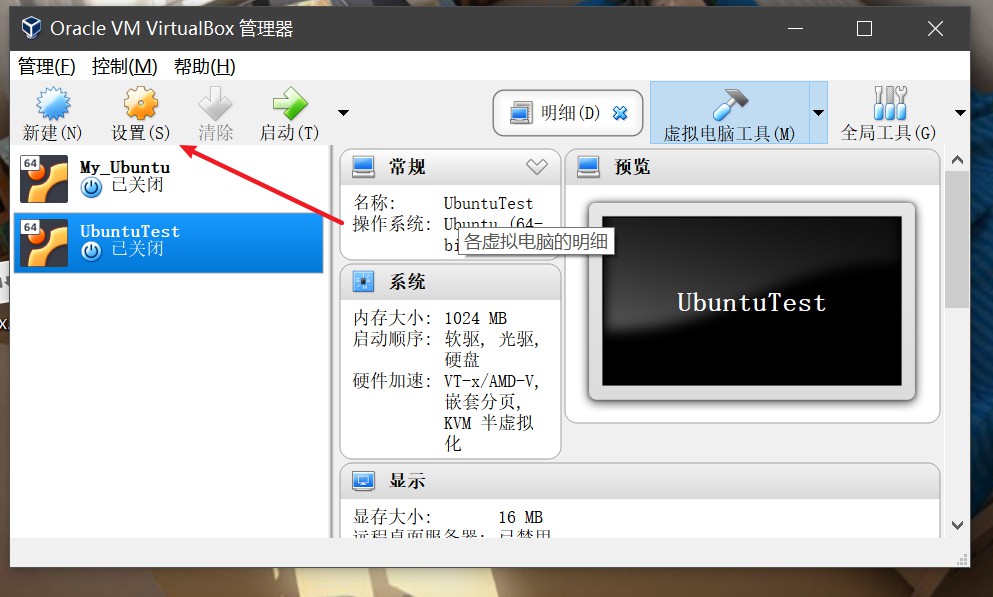 Oracle VM VirtualBox 管理器
管理(F) 控制(M) 帮助(H)
新建(N) 设置(S) 清除 启动(T) 明细(D) 虚拟电脑工具(M) 全局工具(G)
64 My_Ubuntu
已关闭
64 UbuntuTest
已关闭
常规
名称: UbuntuTest
操作系统: Ubuntu (64-
bi
各虚拟电脑的明细
预览
UbuntuTest
系统
内存大小: 1024 MB
启动顺序: 软驱, 光驱,
硬盘
硬件加速: VT-x/AMD-V,
嵌套分页,
KVM 半虚拟
化
显示
显存大小: 16 MB
远程桌面服务器: 已禁用